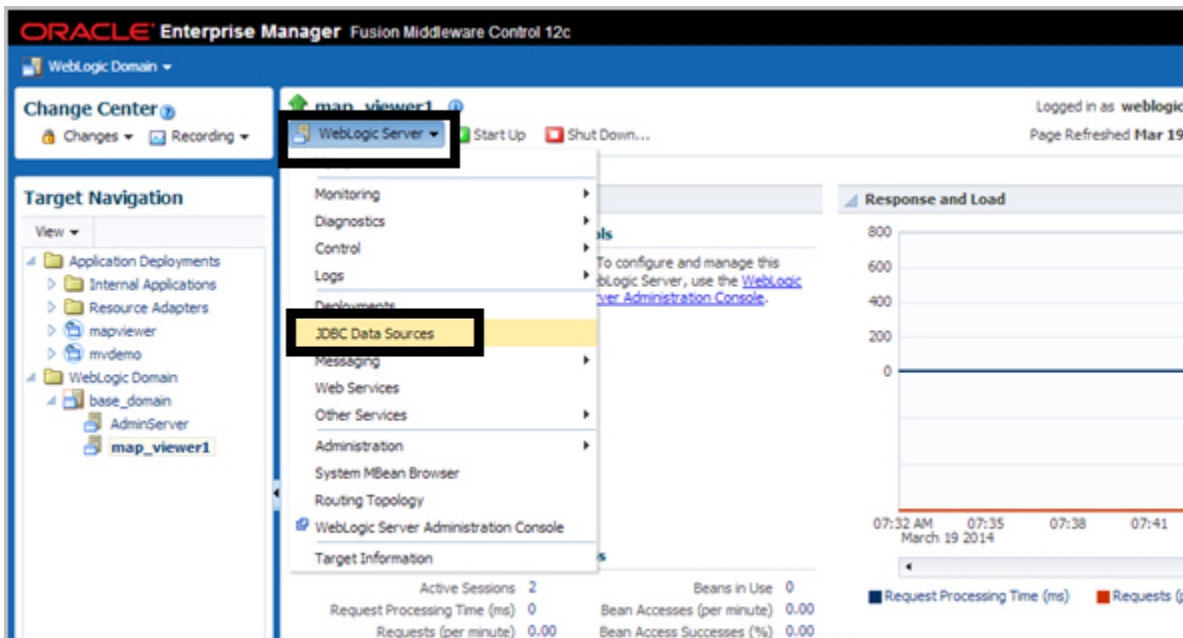 ORACLE Enterprise Manager Fusion Middleware Control 12c
WebLogic Domain
Change Center
Changes Recording
map_viewer1
WebLogic Server Start Up Shut Down...
Logged in as weblogic
Page Refreshed Mar 19
Target Navigation
View
Application Deployments
Internal Applications
Resource Adapters
mapviewer
mvdemo
WebLogic Domain
base_domain
AdminServer
map_viewer1
Monitoring
Diagnostics
Control
Logs
Deployments
JDBC Data Sources
Messaging
Web Services
Other Services
Administration
System MBean Browser
Routing Topology
WebLogic Server Administration Console
Target Information
To configure and manage this
use the WebLogic
Administration Console.
Active Sessions 2
Request Processing Time (ms) 0
Requests (per minute) 0.00
Beans in Use 0
Bean Accesses (per minute) 0.00
Bean Access Successes (%) 0.00
Response and Load
800
600
400
200
0
07:32 AM 07:35 07:38 07:41
March 19 2014
Request Processing Time (ms) Requests